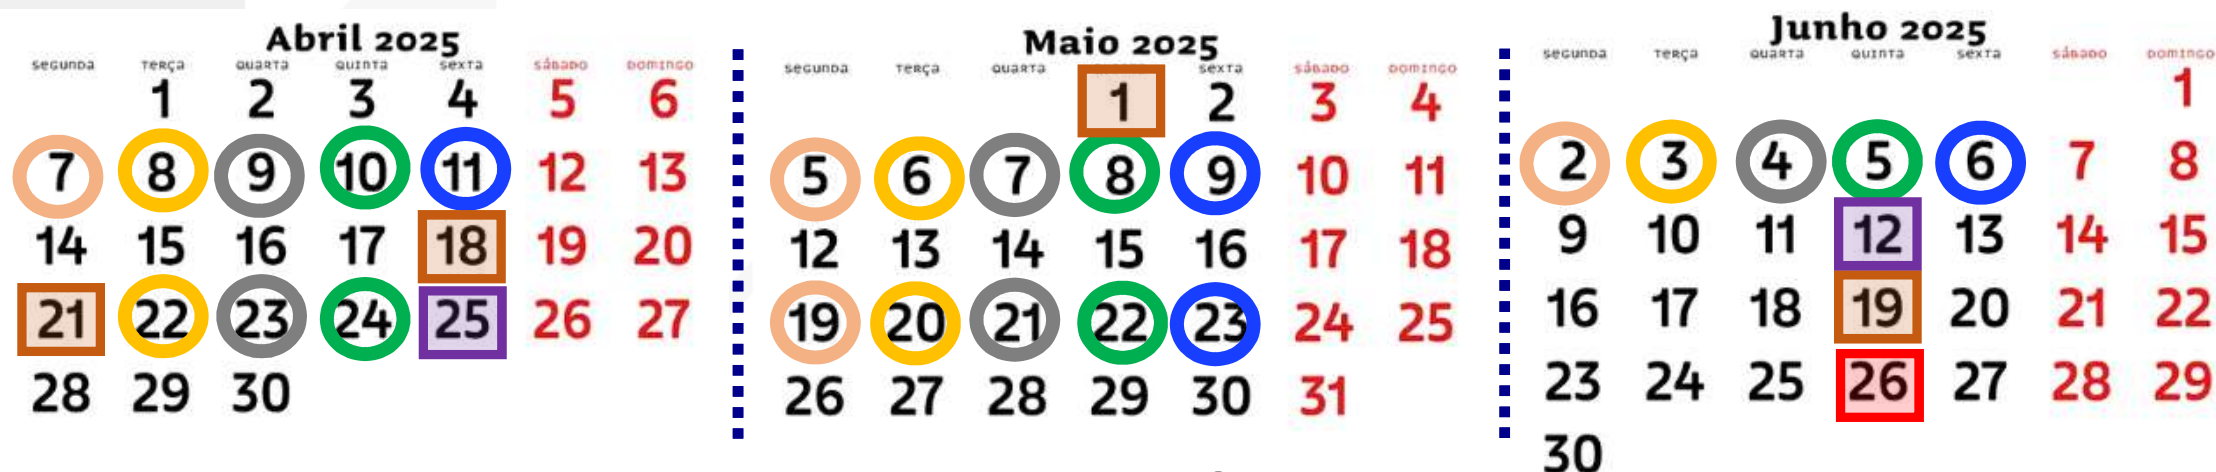 Abril 2025
segunda terça quarta quinta sexta sábado domingo
1 2 3 4 5 6
7 8 9 10 11 12 13
14 15 16 17 18 19 20
21 22 23 24 25 26 27
28 29 30
Maio 2025
segunda terça quarta sexta sábado domingo
1 2 3 4
5 6 7 8 9 10 11
12 13 14 15 16 17 18
19 20 21 22 23 24 25
26 27 28 29 30 31
Junho 2025
segunda terça quarta quinta sexta sábado domingo
1
2 3 4 5 6 7 8
9 10 11 12 13 14 15
16 17 18 19 20 21 22
23 24 25 26 27 28 29
30